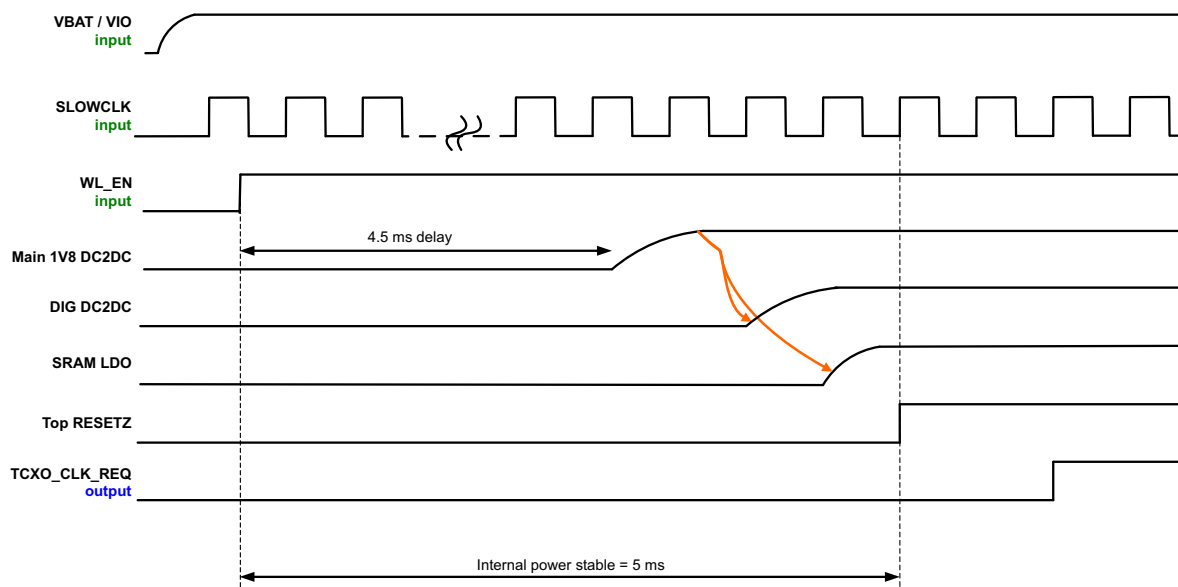 VBAT / VIO
input
SLOWCLK
input
WL_EN
input
4.5 ms delay
Main 1V8 DC2DC
DIG DC2DC
SRAM LDO
Top RESETZ
TCXO_CLK_REQ
output
Internal power stable = 5 ms